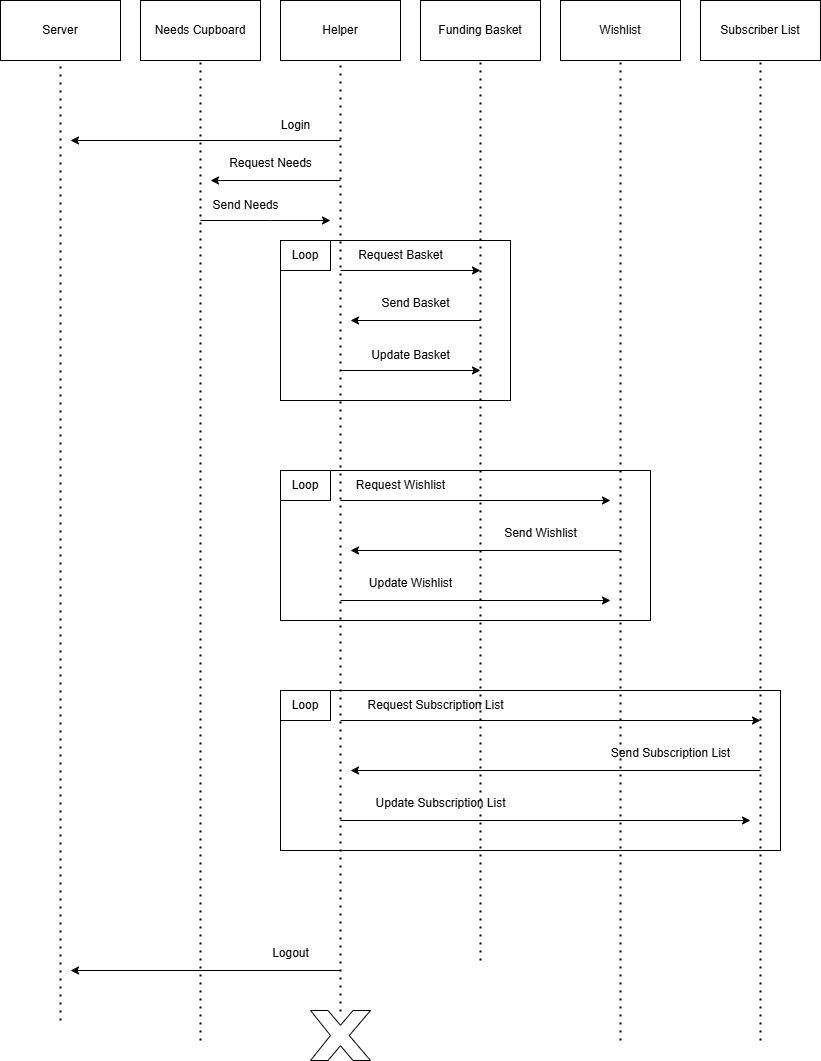 Server
Needs Cupboard
Helper
Funding Basket
Wishlist
Subscriber List
Login
Request Needs
Send Needs
Loop
Request Basket
Send Basket
Update Basket
Loop
Request Wishlist
Send Wishlist
Update Wishlist
Loop
Request Subscription List
Send Subscription List
Update Subscription List
Logout